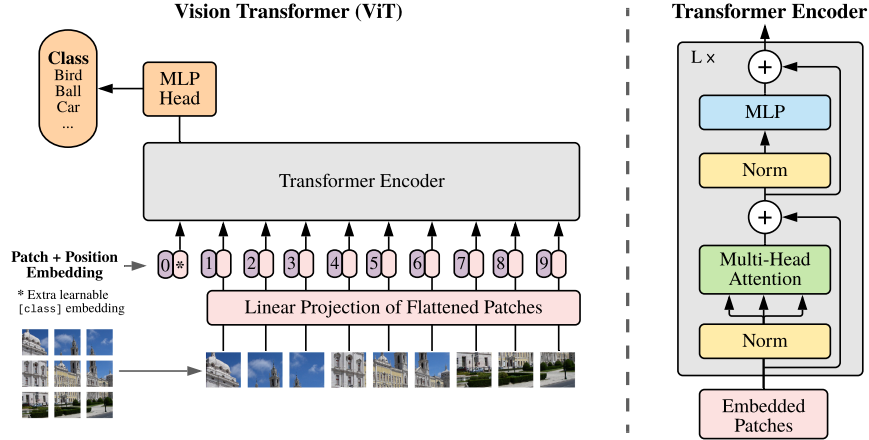 Vision Transformer (ViT)
Class
Bird
Ball
Car
...
MLP
Head
Transformer Encoder
Patch + Position
Embedding
* Extra learnable
[class] embedding
0 * 1 2 3 4 5 6 7 8 9
Linear Projection of Flattened Patches
Transformer Encoder
L x
+
MLP
Norm
+
Multi-Head
Attention
Norm
Embedded
Patches